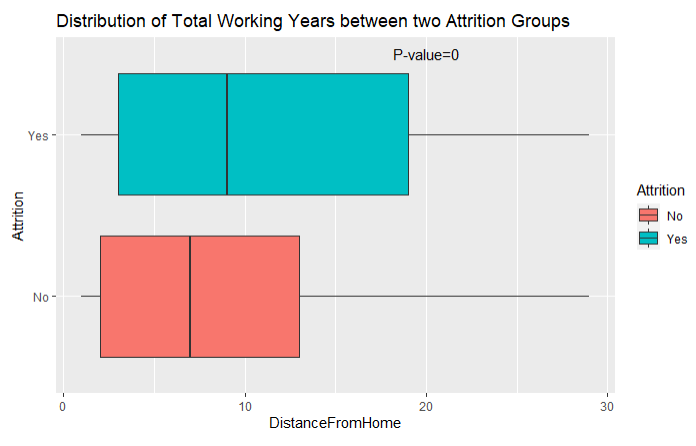 Distribution of Total Working Years between two Attrition Groups
P-value=0
Yes
No
Attrition
0
10
20
30
DistanceFromHome
Attrition
No
Yes